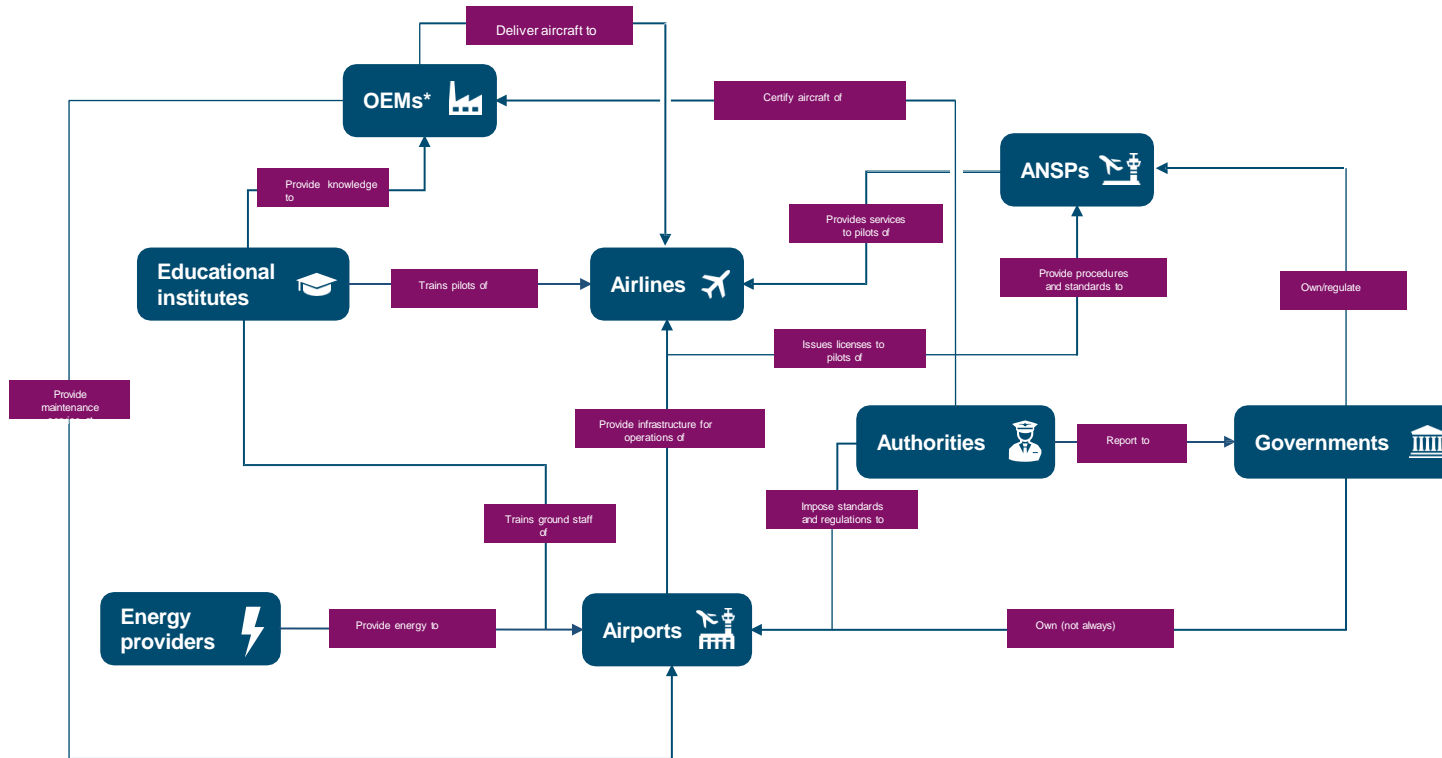 Deliver aircraft to
OEMs*
Certify aircraft of
ANSPs
Provide knowledge
to
Provides services
to pilots of
Educational
institutes
Trains pilots of
Airlines
Provide procedures
and standards to
Own/regulate
Issues licenses to
pilots of
Provide
maintenance
Provide infrastructure for
operations of
Authorities
Report to
Governments
Trains ground staff
of
Impose standards
and regulations to
Energy
providers
Provide energy to
Airports
Own (not always)